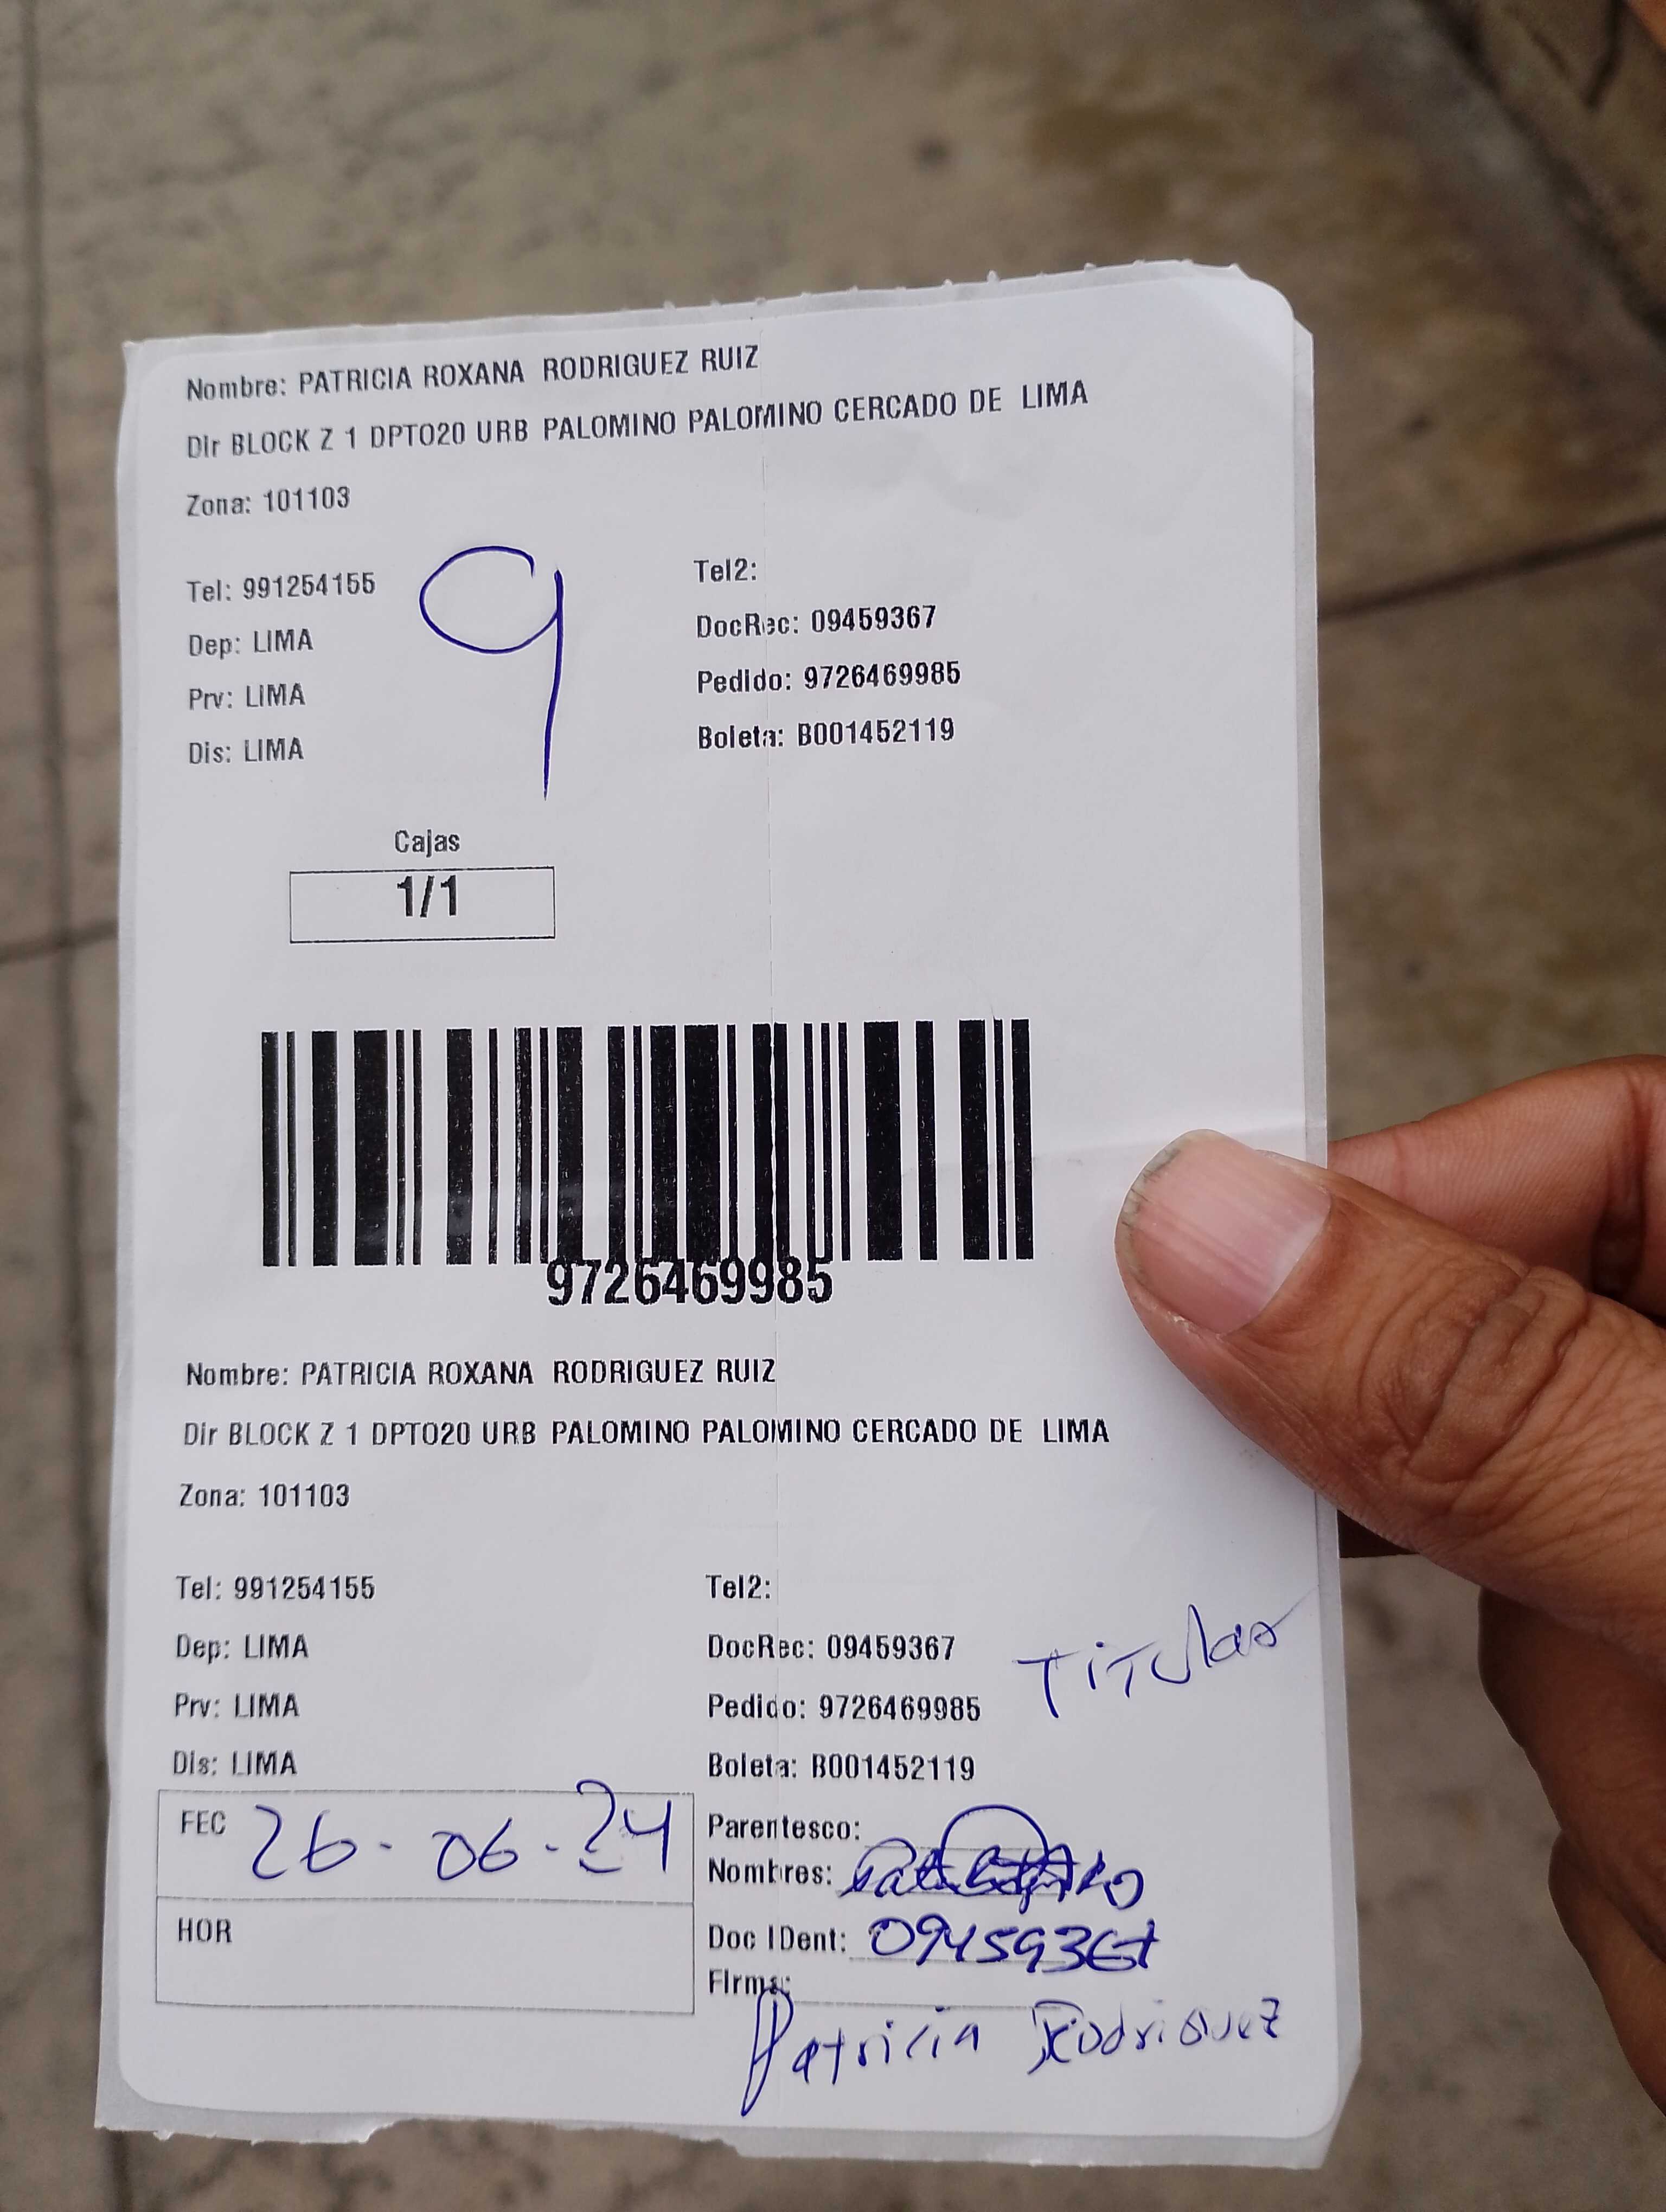 Nombre: PATRICIA ROXANA RODRIGUEZ RUIZ
Dir BLOCK Z 1 DPTO20 URB PALOMINO PALOMINO CERCADO DE LIMA
Zona: 101103
Tel: 991254155
Tel2:
9
Dep: LIMA
DocRec: 09459367
Prv: LIMA
Pedido: 9726469985
Dis: LIMA
Boleta: B001452119
Cajas
1/1
9726469985
Nombre: PATRICIA ROXANA RODRIGUEZ RUIZ
Dir BLOCK Z 1 DPTO20 URB PALOMINO PALOMINO CERCADO DE LIMA
Zona: 101103
Tel: 991254155
Tel2:
Dep: LIMA
DocRec: 09459367
Titular
Prv: LIMA
Pedido: 9726469985
Dis: LIMA
Boleta: B001452119
FEC 26-06-24
Parentesco:
Nombres:
HOR
Doc IDent: 09459367
Firma:
Patricia Rodriguez